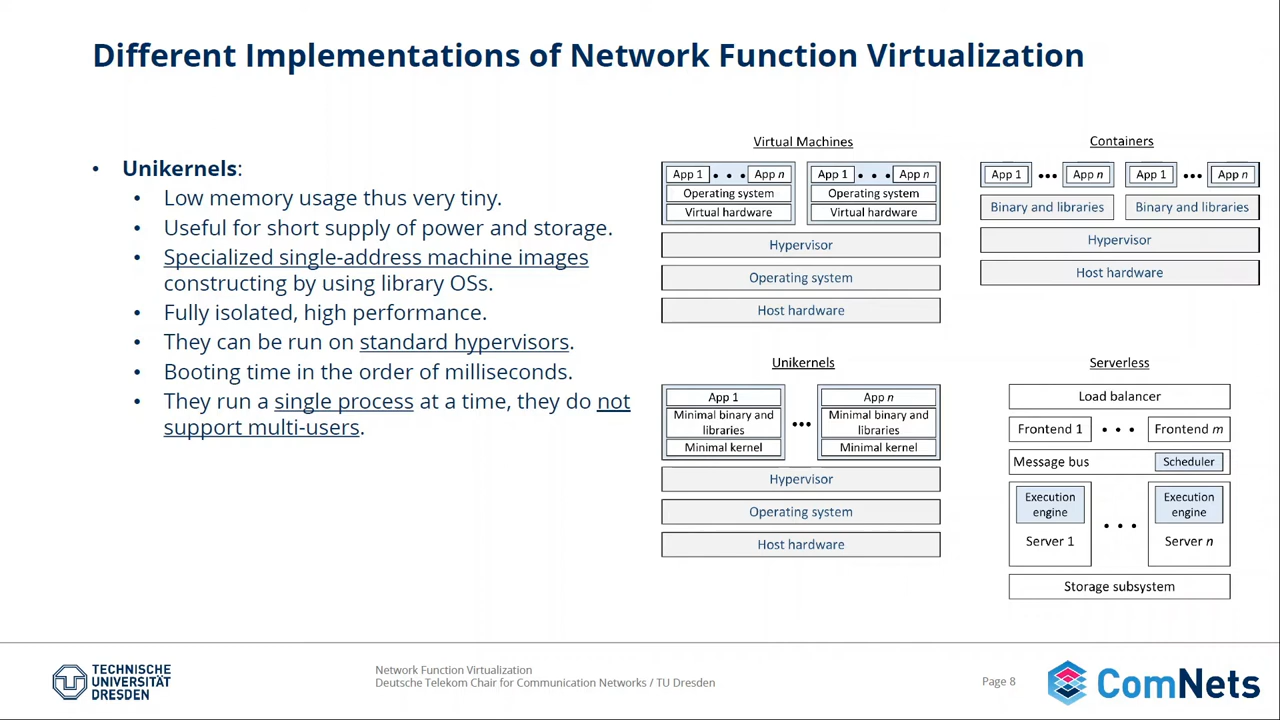 Different Implementations of Network Function Virtualization
• Unikernels:
• Low memory usage thus very tiny.
• Useful for short supply of power and storage.
• Specialized single-address machine images
constructing by using library OSs.
• Fully isolated, high performance.
• They can be run on standard hypervisors.
• Booting time in the order of milliseconds.
• They run a single process at a time, they do not
support multi-users.
Virtual Machines
App 1 • • • App n App 1 • • • App n
Operating system Operating system
Virtual hardware Virtual hardware
Hypervisor
Operating system
Host hardware
Containers
App 1 ••• App n App 1 ••• App n
Binary and libraries Binary and libraries
Hypervisor
Host hardware
Unikernels
App 1 App n
Minimal binary and Minimal binary and
libraries ••• libraries
Minimal kernel Minimal kernel
Hypervisor
Operating system
Host hardware
Serverless
Load balancer
Frontend 1 • • • Frontend m
Message bus Scheduler
Execution Execution
engine engine
• • •
Server 1 Server n
Storage subsystem
TECHNISCHE
UNIVERSITÄT
DRESDEN
Network Function Virtualization
Deutsche Telekom Chair for Communication Networks / TU Dresden
Page 8
ComNets